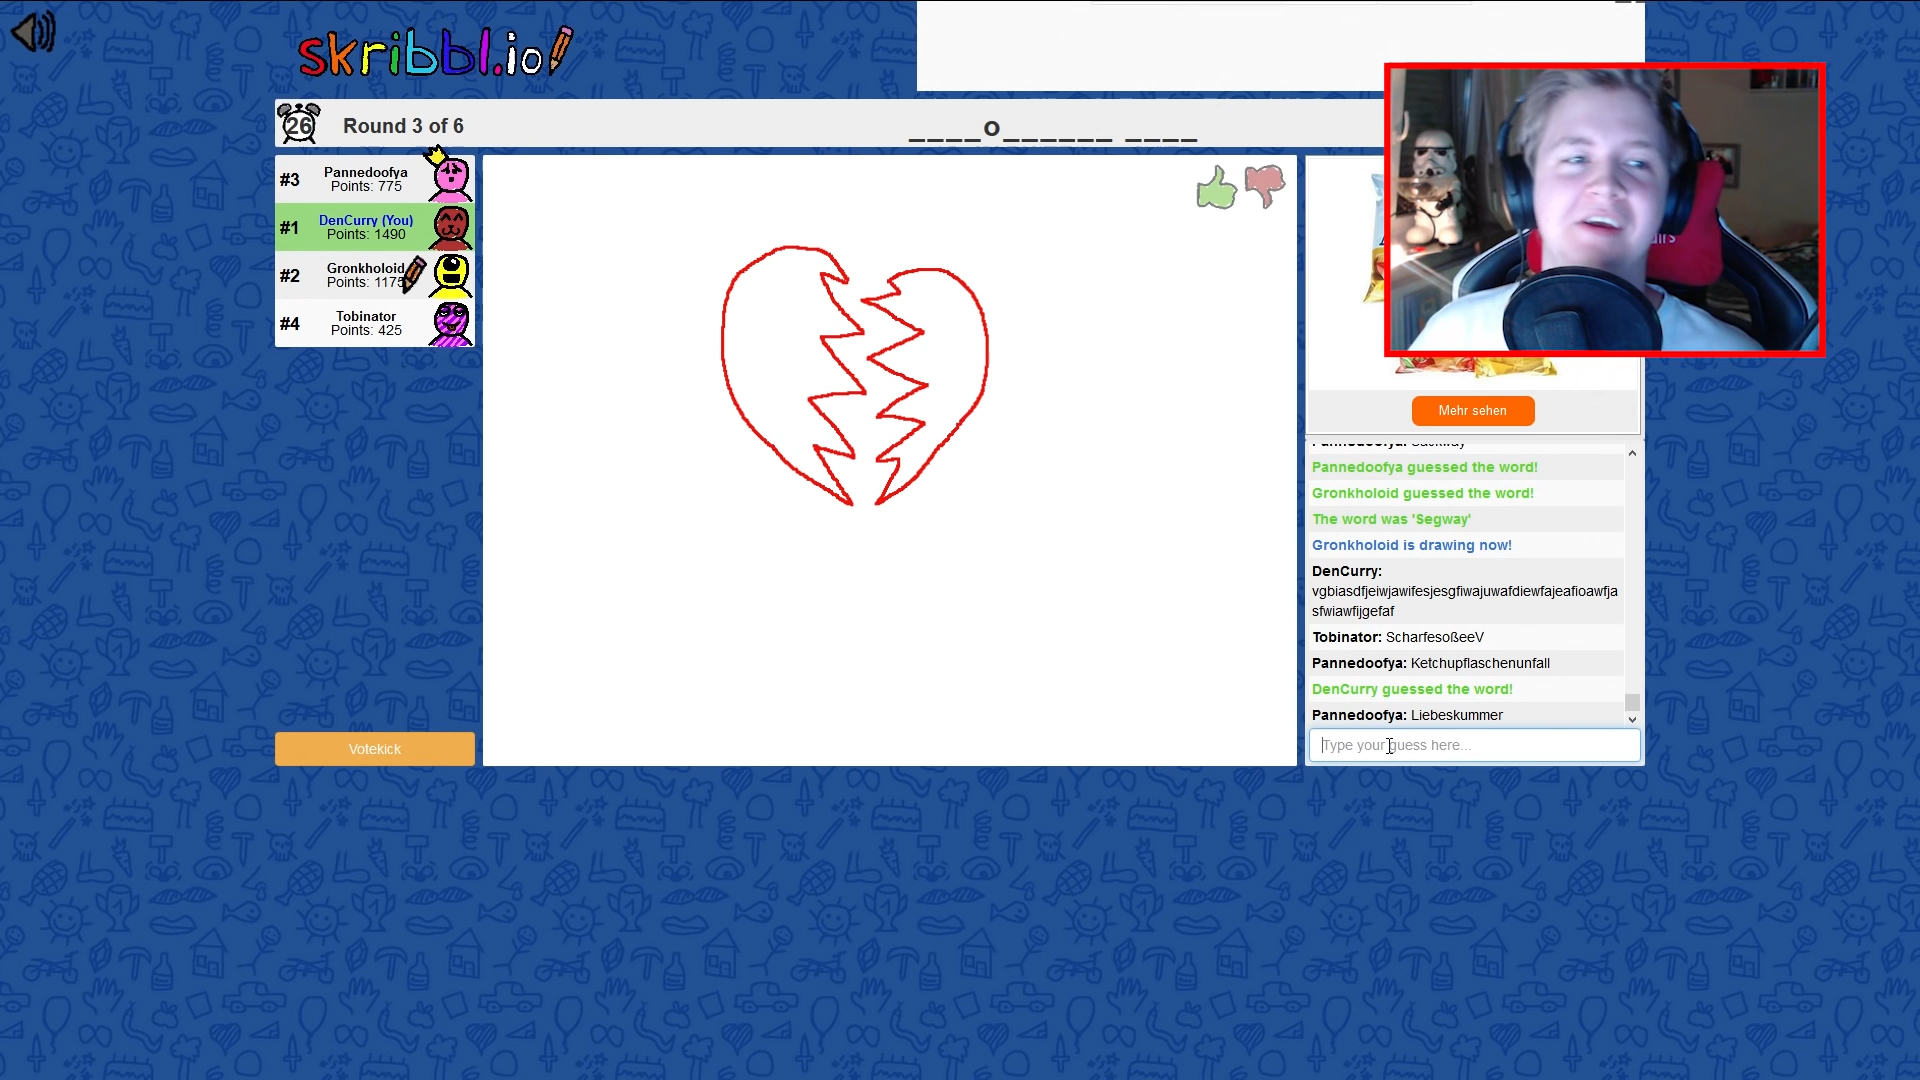 skribbl.io
26
Round 3 of 6
____o______ ____
#3
Pannedoofya
Points: 775
#1
DenCurry (You)
Points: 1490
#2
Gronkholoid
Points: 1175
#4
Tobinator
Points: 425
Votekick
Mehr sehen
Pannedoofya guessed the word!
Gronkholoid guessed the word!
The word was 'Segway'
Gronkholoid is drawing now!
DenCurry:
vgbiasdfjeiwjawifesjesgfiwajuwafdiewfajeafioawfja
sfwiawfijgefaf
Tobinator: ScharfesoßeeV
Pannedoofya: Ketchupflaschenunfall
DenCurry guessed the word!
Pannedoofya: Liebeskummer
Type your guess here...